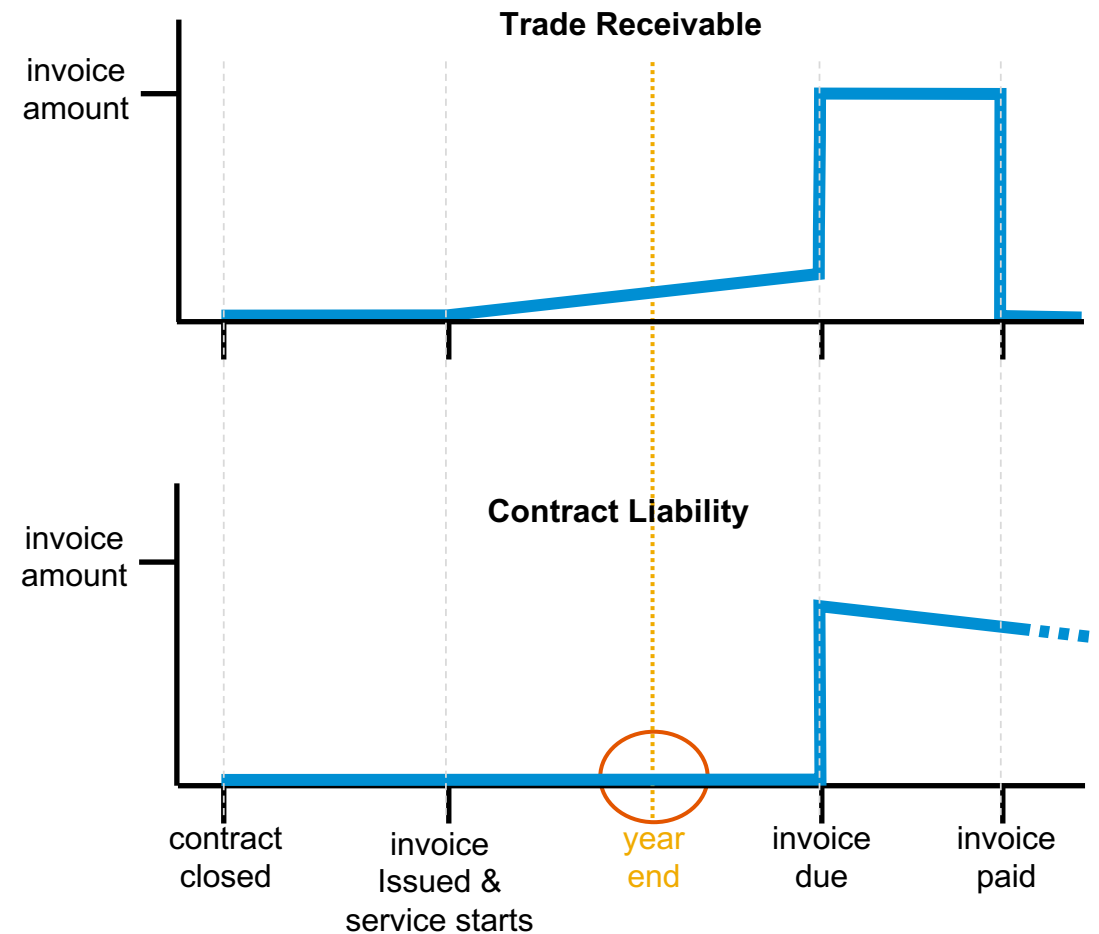 Trade Receivable
invoice
amount
Contract Liability
invoice
amount
contract
closed
invoice
Issued &
service starts
year
end
invoice
due
invoice
paid